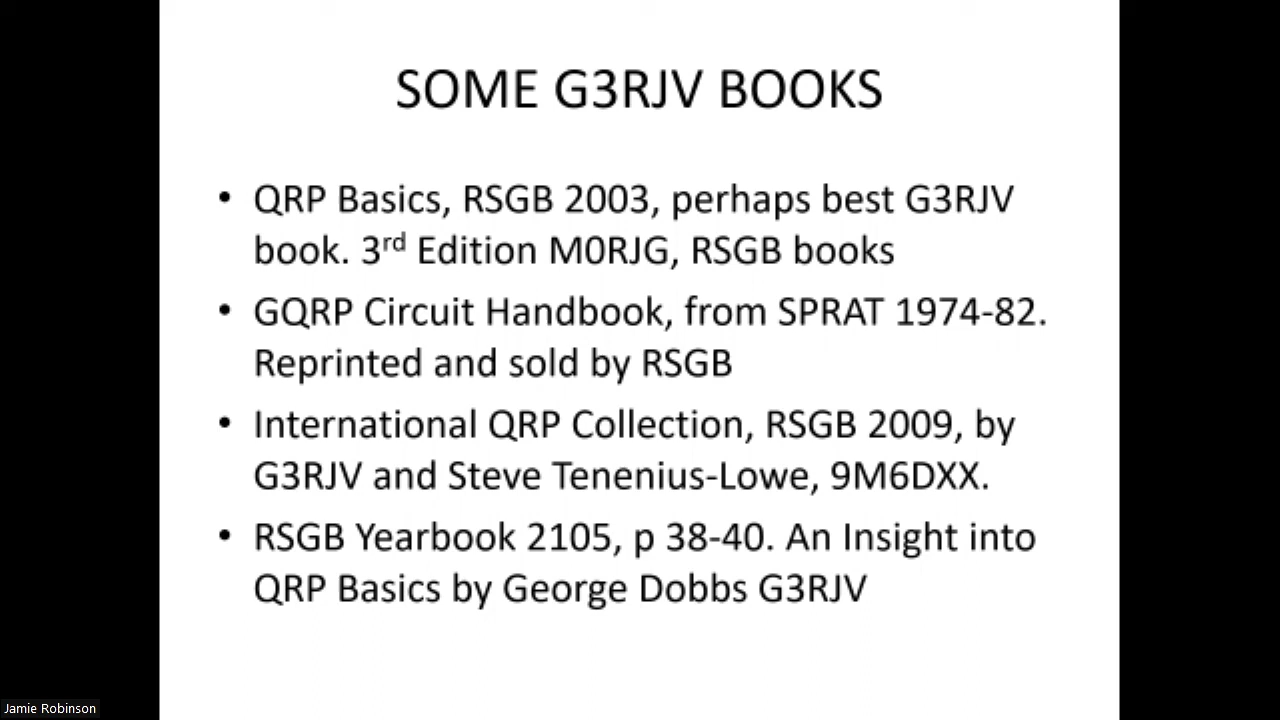 SOME G3RJV BOOKS
• QRP Basics, RSGB 2003, perhaps best G3RJV
book. 3rd Edition M0RJG, RSGB books
• GQRP Circuit Handbook, from SPRAT 1974-82.
Reprinted and sold by RSGB
• International QRP Collection, RSGB 2009, by
G3RJV and Steve Tenenius-Lowe, 9M6DXX.
• RSGB Yearbook 2105, p 38-40. An Insight into
QRP Basics by George Dobbs G3RJV
Jamie Robinson